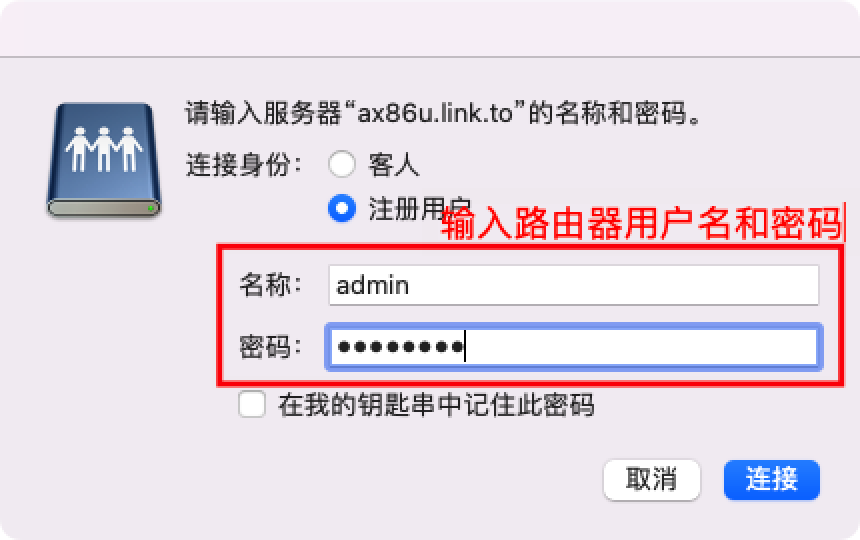 请输入服务器“ax86u.link.to”的名称和密码。
连接身份： 客人
注册用户
输入路由器用户名和密码
名称： admin
密码： ••••••••
在我的钥匙串中记住此密码
取消 连接